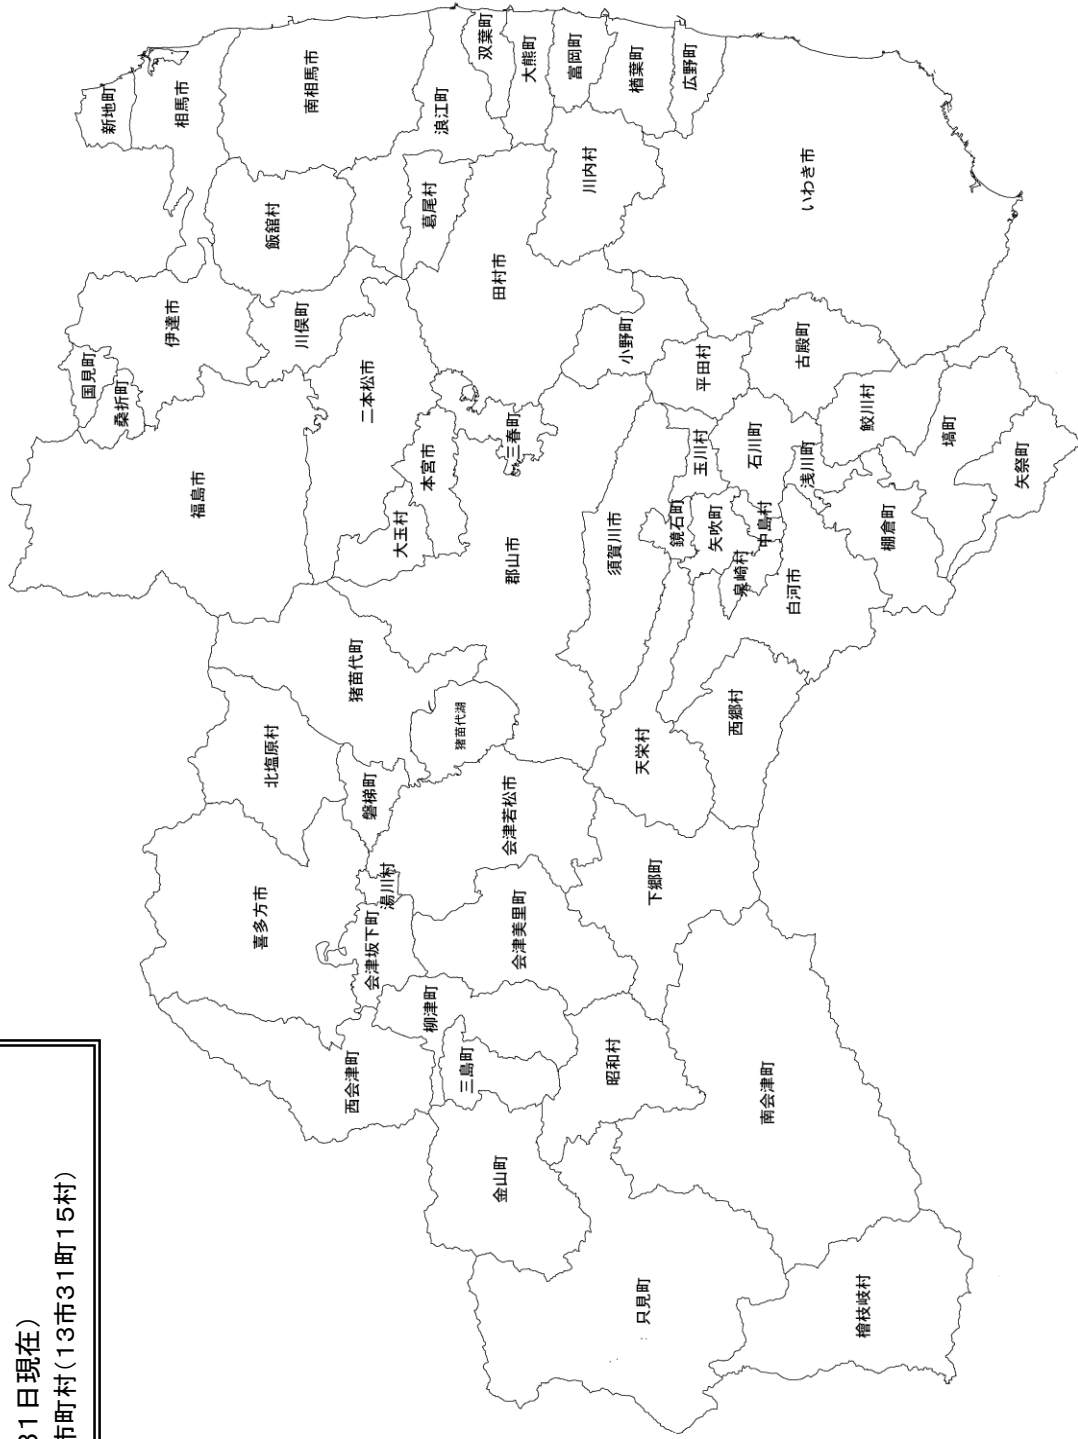 31日現在）
市町村（13市31町15村）
新地町
相馬市
南相馬市
浪江町
双葉町
大熊町
富岡町
楢葉町
広野町
飯舘村
葛尾村
川内村
いわき市
伊達市
国見町
桑折町
川俣町
田村市
小野町
平田村
古殿町
福島市
二本松市
本宮市
大玉村
三春町
郡山市
須賀川市
鏡石町
玉川村
石川町
浅川町
鮫川村
塙町
矢祭町
棚倉町
矢吹町
中島村
泉崎村
白河市
西郷村
天栄村
猪苗代町
猪苗代湖
北塩原村
磐梯町
会津若松市
湯川村
喜多方市
会津坂下町
会津美里町
下郷町
西会津町
柳津町
三島町
昭和村
南会津町
金山町
只見町
檜枝岐村